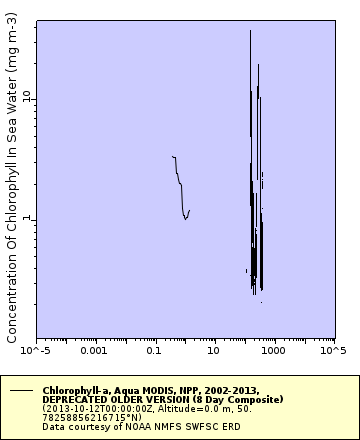 Concentration Of Chlorophyll In Sea Water (mg m-3)
10
1
10^-5
0.001
0.1
10
1000
10^5
Chlorophyll-a, Aqua MODIS, NPP, 2002-2013,
DEPRECATED OLDER VERSION (8 Day Composite)
(2013-10-12T00:00:00Z, Altitude=0.0 m, 50.
78258856216715°N)
Data courtesy of NOAA NMFS SWFSC ERD